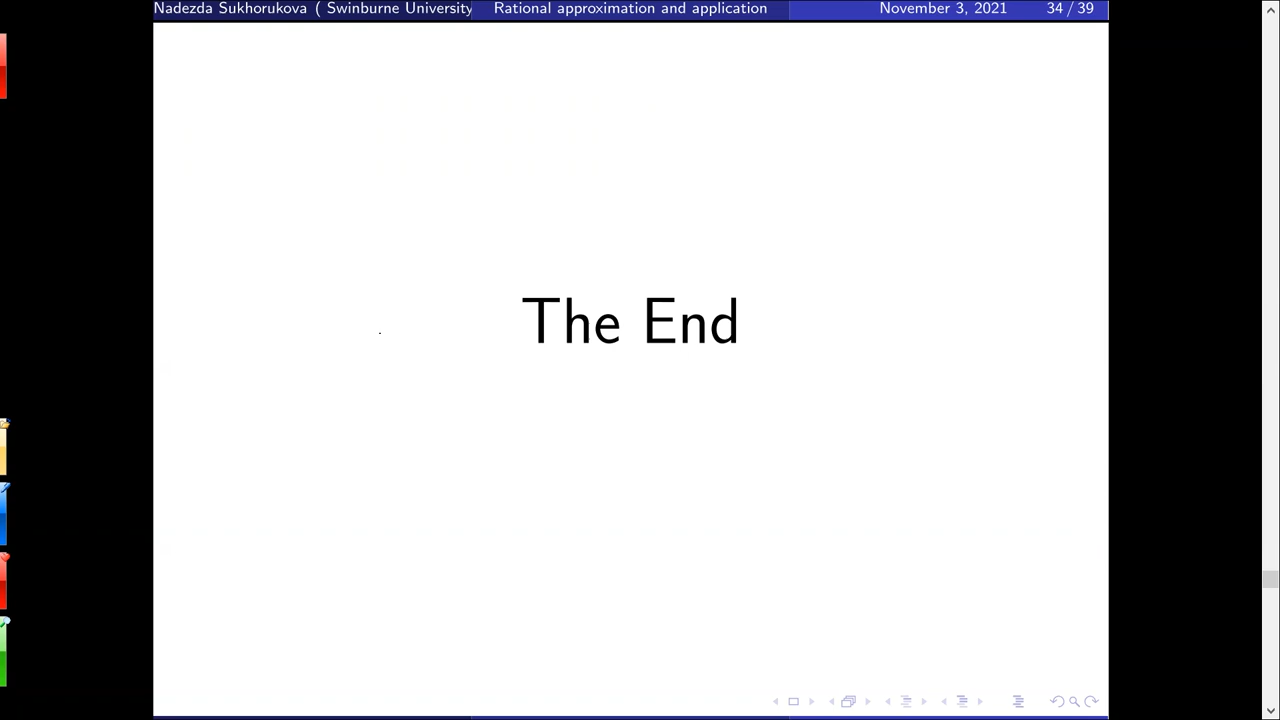 Nadezda Sukhorukova ( Swinburne University Rational approximation and application November 3, 2021 34 / 39
The End